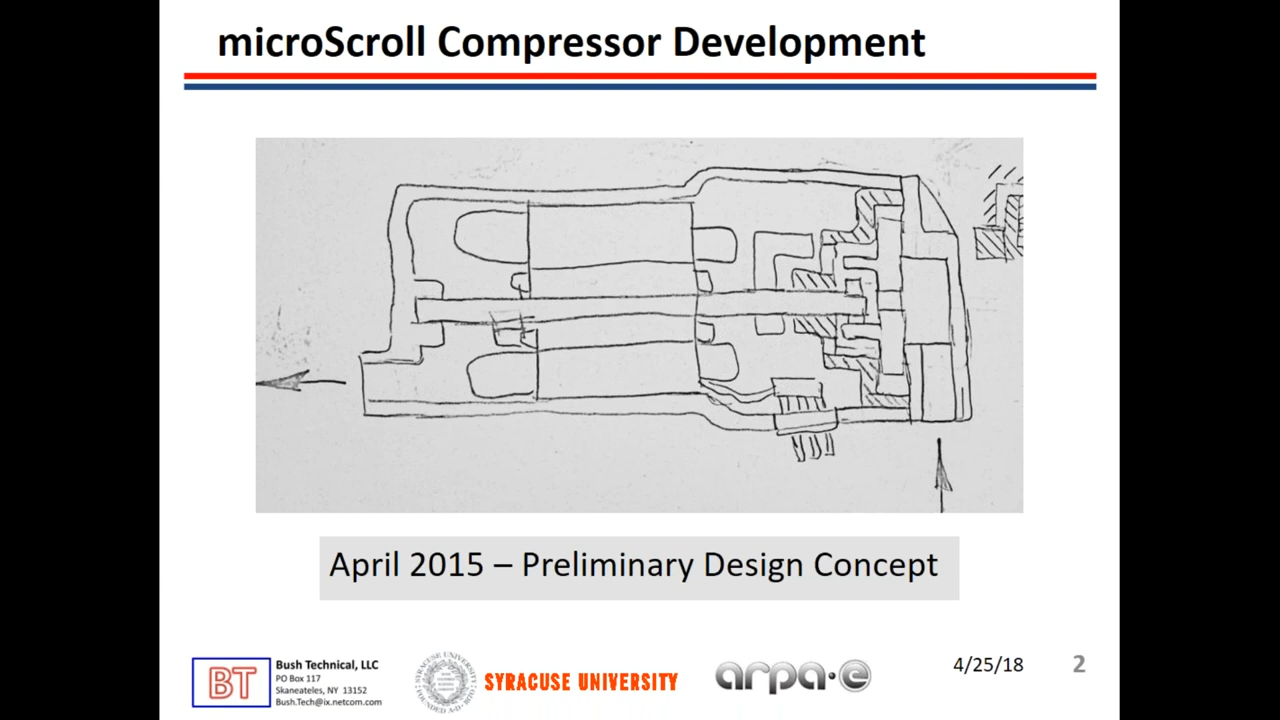 microScroll Compressor Development
April 2015 – Preliminary Design Concept
BT
Bush Technical, LLC
PO Box 117
Skaneateles, NY 13152
Bush.Tech@ix.netcom.com
SYRACUSE UNIVERSITY
arpa·e
4/25/18
2